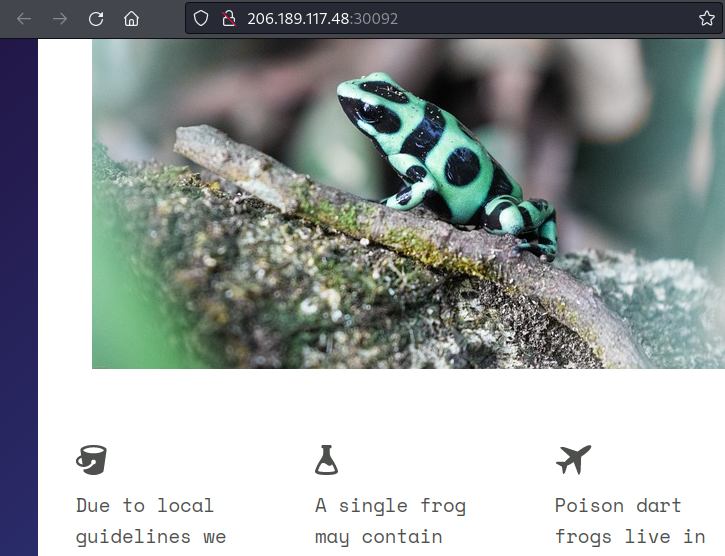 206.189.117.48:30092
Due to local
guidelines we
A single frog
may contain
Poison dart
frogs live in